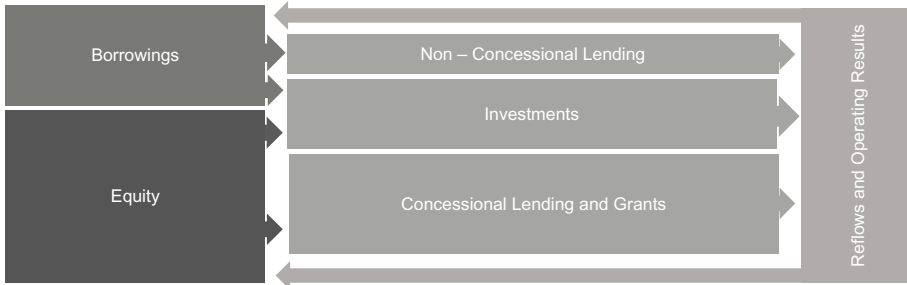 Borrowings
Non – Concessional Lending
Investments
Equity
Concessional Lending and Grants
Reflows and Operating Results